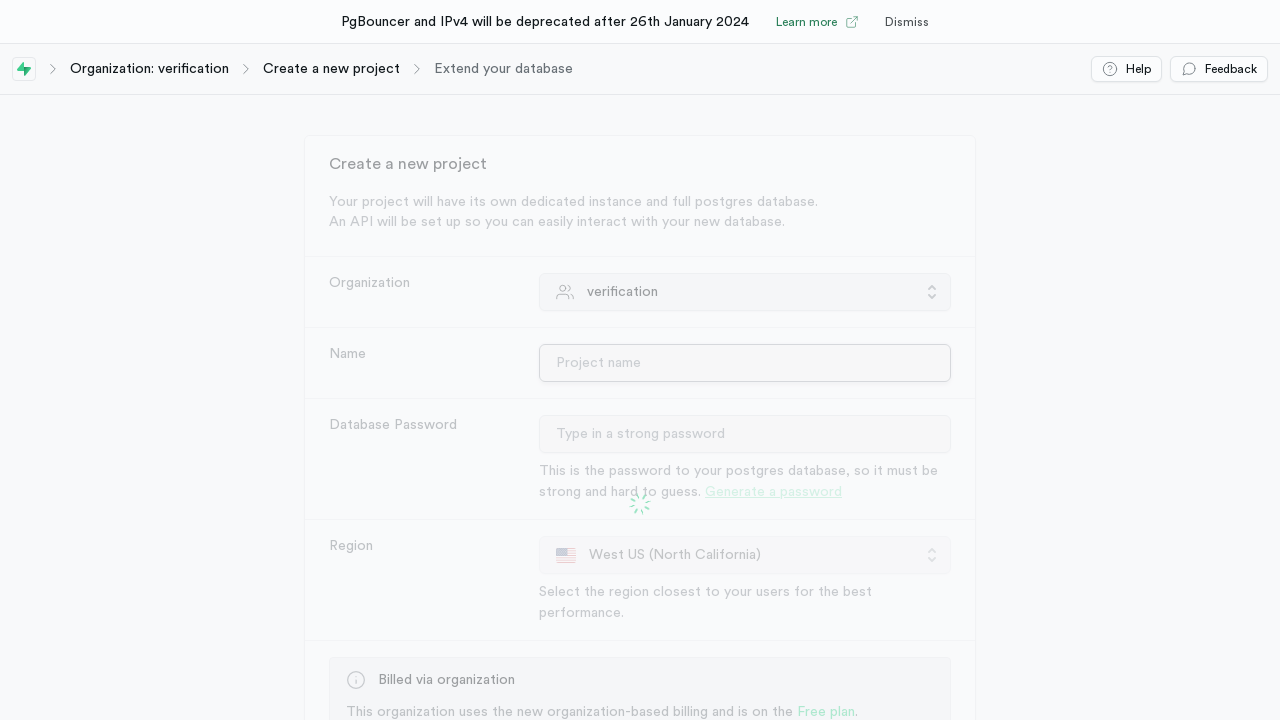 PgBouncer and IPv4 will be deprecated after 26th January 2024
Learn more
Dismiss
Organization: verification
Create a new project
Extend your database
Help
Feedback
Create a new project
Your project will have its own dedicated instance and full postgres database.
An API will be set up so you can easily interact with your new database.
Organization
verification
Name
Project name
Database Password
Type in a strong password
This is the password to your postgres database, so it must be
strong and hard to guess. Generate a password
Region
West US (North California)
Select the region closest to your users for the best
performance.
Billed via organization
This organization uses the new organization-based billing and is on the Free plan.